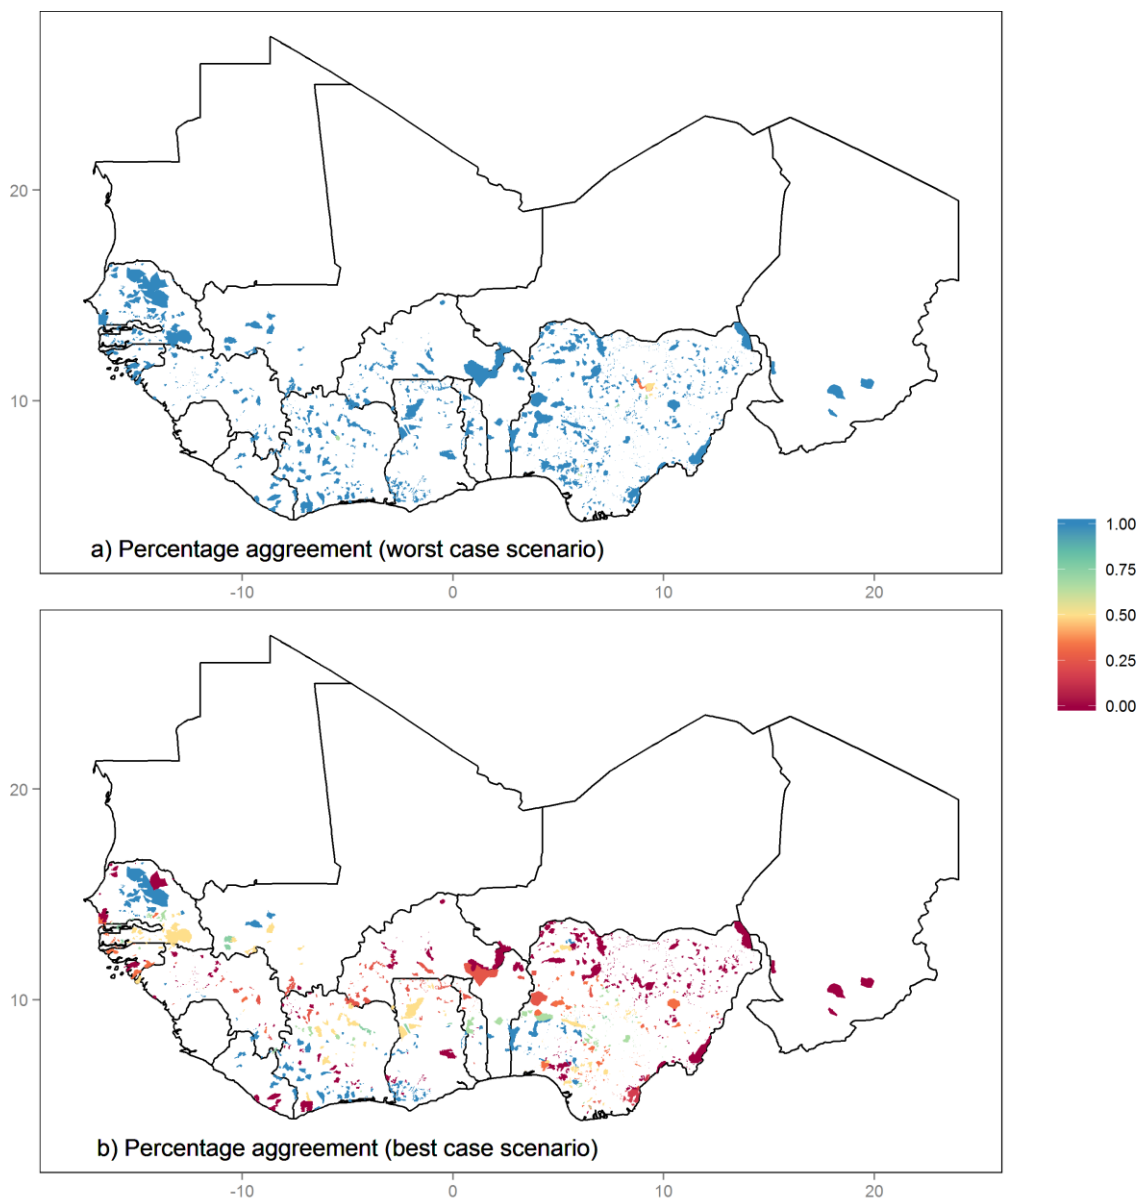 20
10
a) Percentage aggreement (worst case scenario)
-10 0 10 20
1.00
0.75
0.50
0.25
0.00
20
10
b) Percentage aggreement (best case scenario)
-10 0 10 20